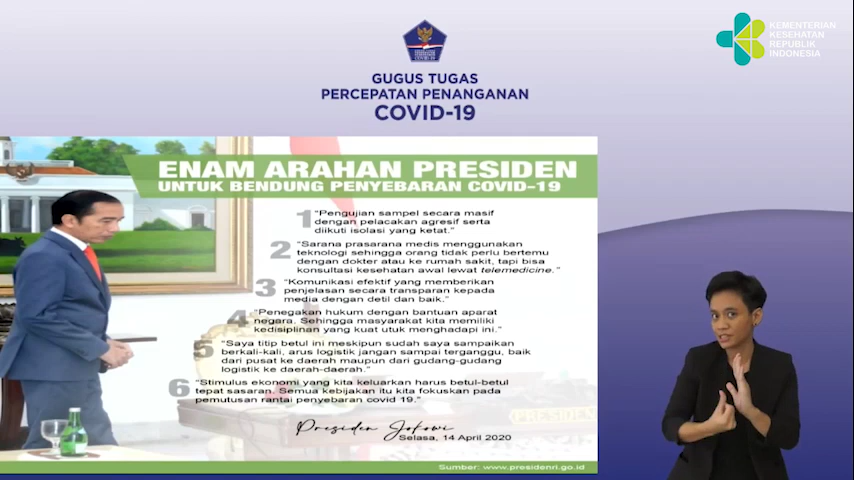 KEMENTERIAN
KESEHATAN
REPUBLIK
INDONESIA
GUGUS TUGAS
PERCEPATAN PENANGANAN
COVID-19
ENAM ARAHAN PRESIDEN
UNTUK BENDUNG PENYEBARAN COVID-19
1 "Pengujian sampel secara masif
dengan pelacakan agresif serta
diikuti isolasi yang ketat."
2 "Sarana prasarana medis menggunakan
teknologi sehingga orang tidak perlu bertemu
dengan dokter atau ke rumah sakit, tapi bisa
konsultasi kesehatan awal lewat telemedicine."
3 "Komunikasi efektif yang memberikan
penjelasan secara transparan kepada
media dengan detil dan baik."
4 "Penegakan hukum dengan bantuan aparat
negara. Sehingga masyarakat kita memiliki
kedisiplinan yang kuat utuk menghadapi ini."
5 "Saya titip betul ini meskipun sudah saya sampaikan
berkali-kali, arus logistik jangan sampai terganggu, baik
dari pusat ke daerah maupun dari gudang-gudang
logistik ke daerah-daerah."
6 "Stimulus ekonomi yang kita keluarkan harus betul-betul
tepat sasaran. Semua kebijakan itu kita fokuskan pada
pemutusan rantai penyebaran covid 19."
PRESIDEN
Presiden Jokowi
Selasa, 14 April 2020
Sumber: www.presidenri.go.id